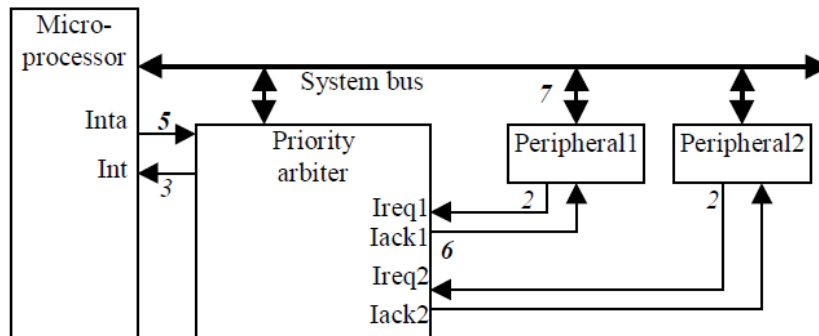 Micro-
processor
System bus
7
Inta
5
Priority
arbiter
Peripheral1
Peripheral2
Int
3
2
2
Ireq1
Iack1
6
Ireq2
Iack2